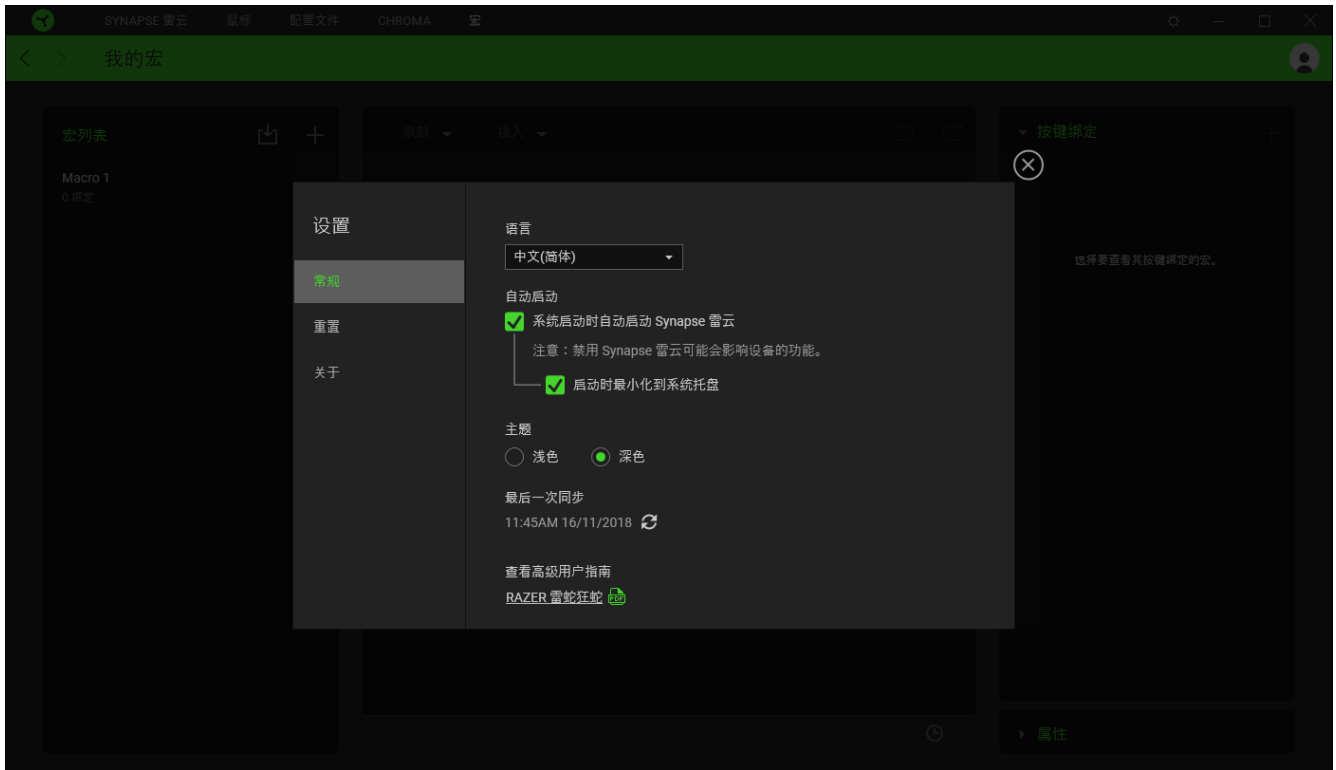 SYNAPSE 雷云 鼠标 配置文件 CHROMA 宏
我的宏
宏列表
录制 插入
按键绑定
Macro 1
0 绑定
选择要查看其按键绑定的宏。
设置
常规
重置
关于
语言
中文(简体)
自动启动
系统启动时自动启动 Synapse 雷云
注意：禁用 Synapse 雷云可能会影响设备的功能。
启动时最小化到系统托盘
主题
浅色 深色
最后一次同步
11:45AM 16/11/2018
查看高级用户指南
RAZER 雷蛇狂蛇 PDF
属性